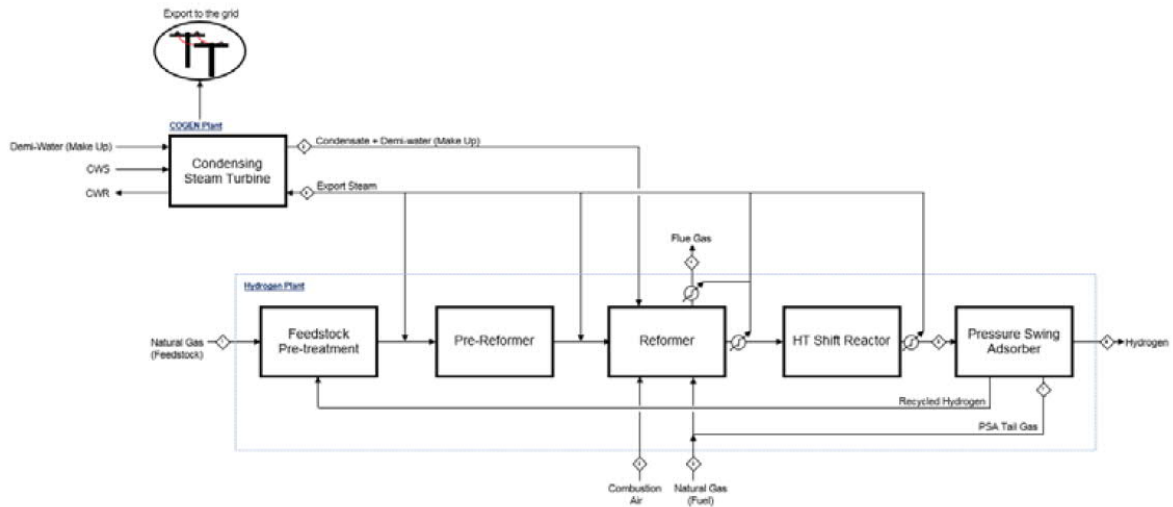 Export to the grid
COGEN Plant
Demi-Water (Make Up)
CWS
CWR
Condensing
Steam Turbine
Condensate + Demi-water (Make Up)
Export Steam
Flue Gas
Hydrogen Plant
Natural Gas
(Feedstock)
Feedstock
Pre-treatment
Pre-Reformer
Reformer
HT Shift Reactor
Pressure Swing
Adsorber
Hydrogen
Recycled Hydrogen
PSA Tail Gas
Combustion
Air
Natural Gas
(Fuel)